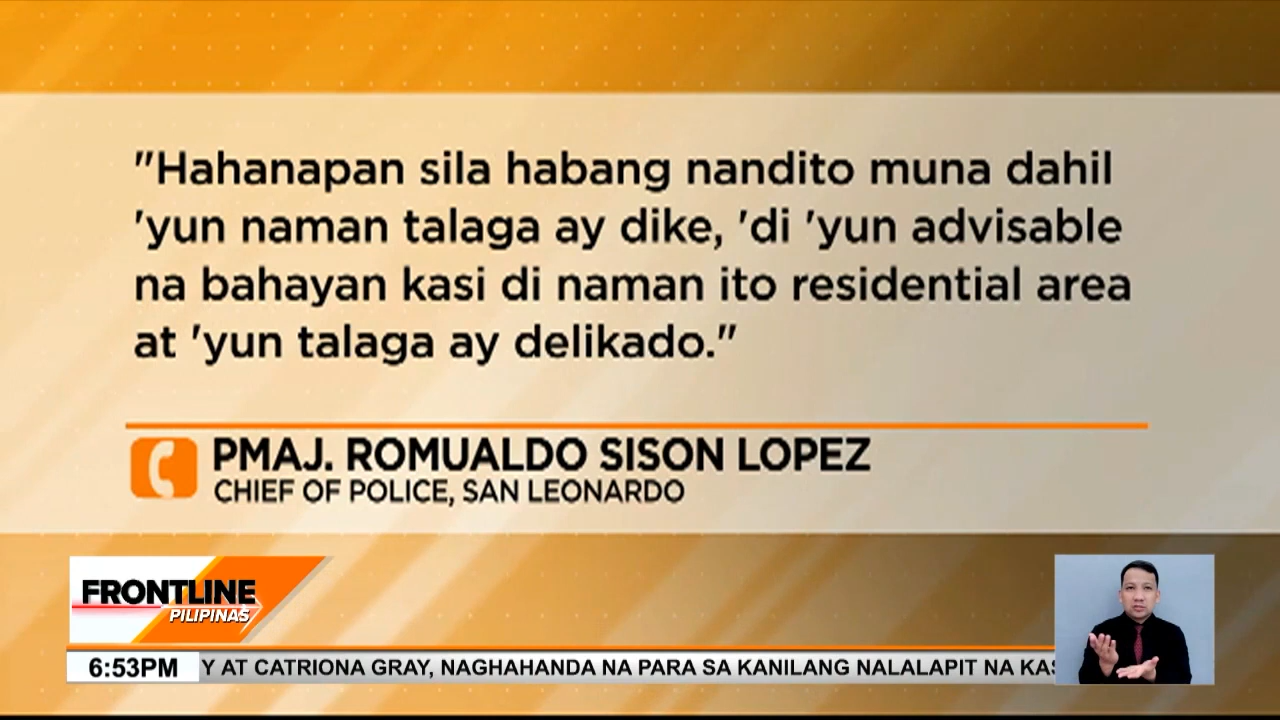 "Hahanapan sila habang nandito muna dahil
'yun naman talaga ay dike, 'di 'yun advisable
na bahayan kasi di naman ito residential area
at 'yun talaga ay delikado."
PMAJ. ROMUALDO SISON LOPEZ
CHIEF OF POLICE, SAN LEONARDO
FRONTLINE
PILIPINAS
6:53PM
Y AT CATRIONA GRAY, NAGHAHANDA NA PARA SA KANILANG NALALAPIT NA